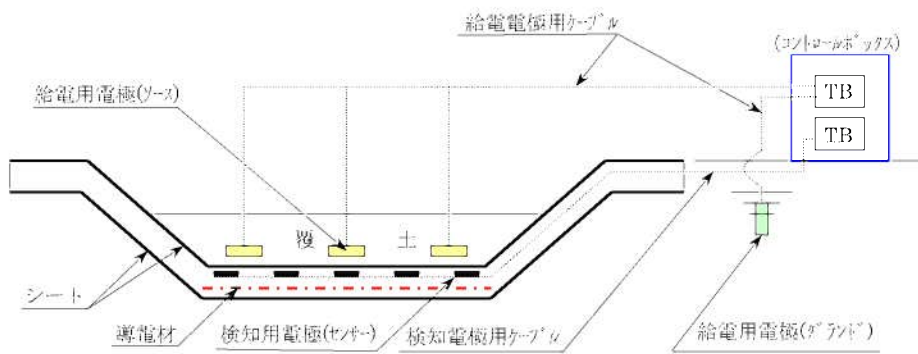 給電電極用ケーブル
(コントロールボックス)
給電用電極(ソース)
TB
TB
覆 土
シート
導電材
検知用電極(センサー)
検知電極用ケーブル
給電用電極(グランド)